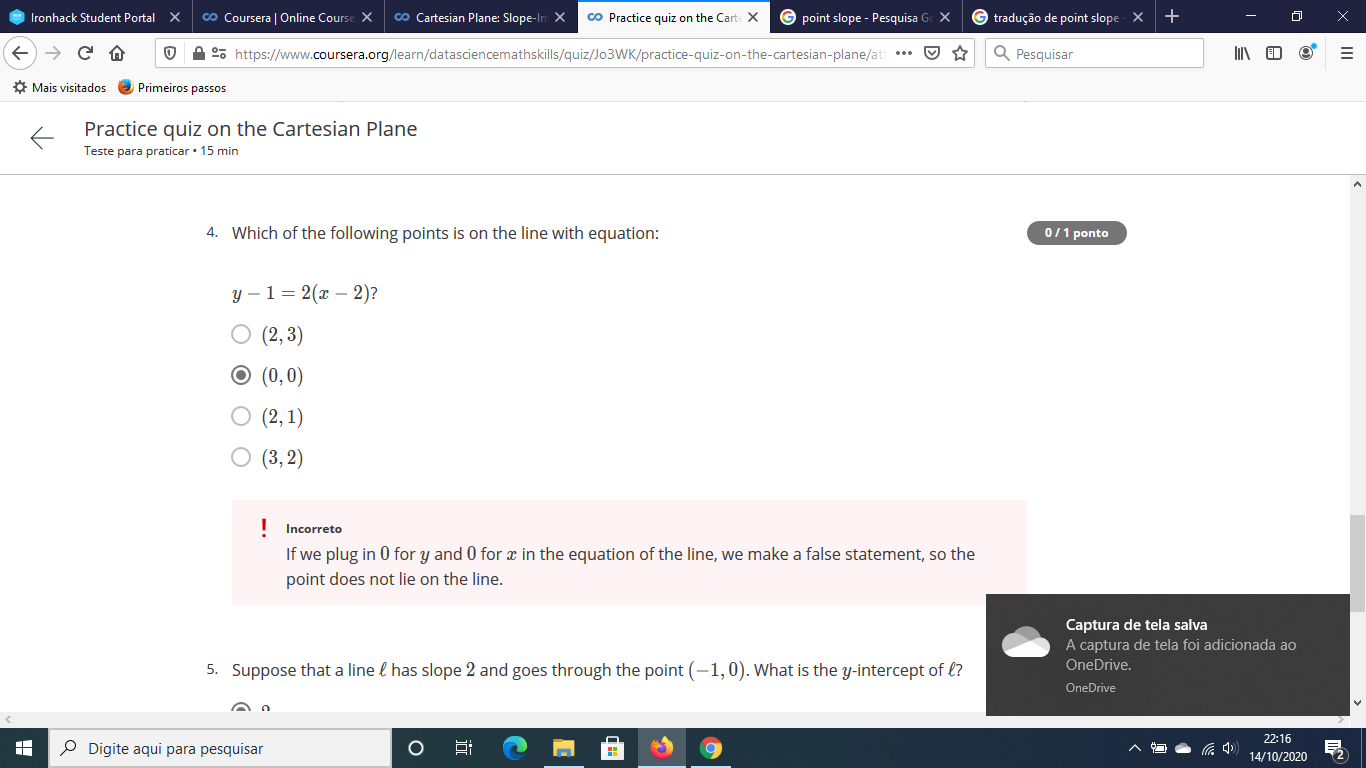 Ironhack Student Portal
Coursera | Online Course
Cartesian Plane: Slope-In
Practice quiz on the Carte
point slope - Pesquisa Go
tradução de point slope -
https://www.coursera.org/learn/datasciencemathskills/quiz/Jo3WK/practice-quiz-on-the-cartesian-plane/att
Pesquisar
Mais visitados
Primeiros passos
Practice quiz on the Cartesian Plane
Teste para praticar • 15 min
4. Which of the following points is on the line with equation:
0 / 1 ponto
y − 1 = 2(x − 2)?
(2, 3)
(0, 0)
(2, 1)
(3, 2)
! Incorreto
If we plug in 0 for y and 0 for x in the equation of the line, we make a false statement, so the
point does not lie on the line.
5. Suppose that a line ℓ has slope 2 and goes through the point (−1, 0). What is the y-intercept of ℓ?
Captura de tela salva
A captura de tela foi adicionada ao
OneDrive.
OneDrive
Digite aqui para pesquisar
22:16
14/10/2020
2